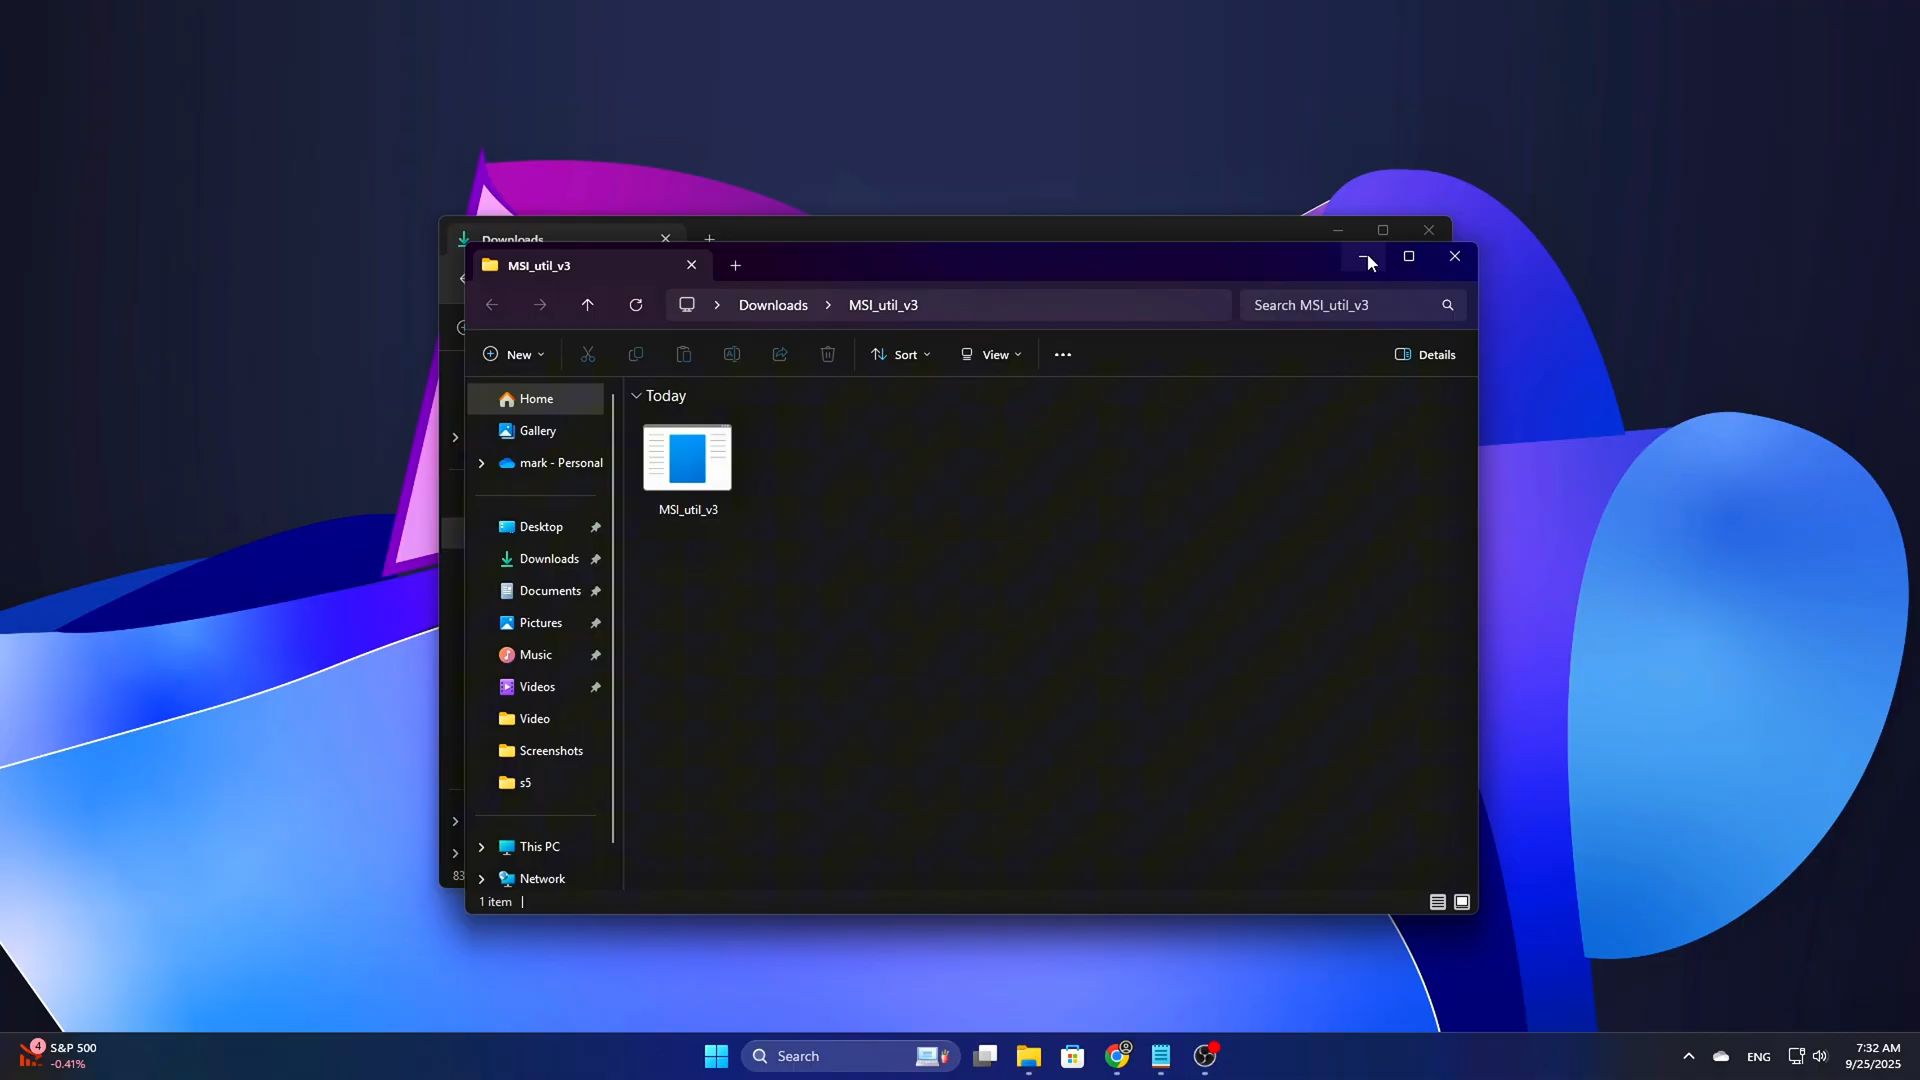 Downloads
MSI_util_v3
Downloads
MSI_util_v3
Search MSI_util_v3
New
Sort
View
Details
Home
Gallery
mark - Personal
Desktop
Downloads
Documents
Pictures
Music
Videos
Video
Screenshots
s5
This PC
Network
Today
MSI_util_v3
83
1 item
4
S&P 500
-0.41%
Search
ENG
7:32 AM
9/25/2025